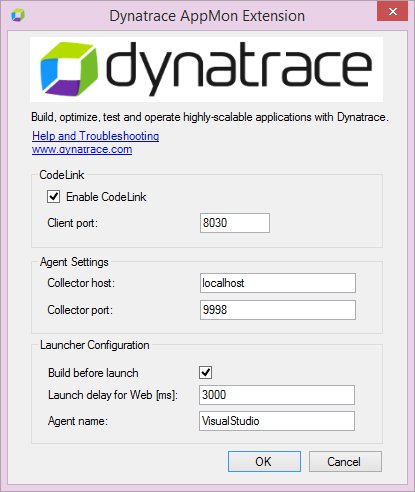 Dynatrace AppMon Extension
dynatrace
Build, optimize, test and operate highly-scalable applications with Dynatrace.
Help and Troubleshooting
www.dynatrace.com
CodeLink
Enable CodeLink
Client port: 8030
Agent Settings
Collector host: localhost
Collector port: 9998
Launcher Configuration
Build before launch
Launch delay for Web [ms]: 3000
Agent name: VisualStudio
OK Cancel